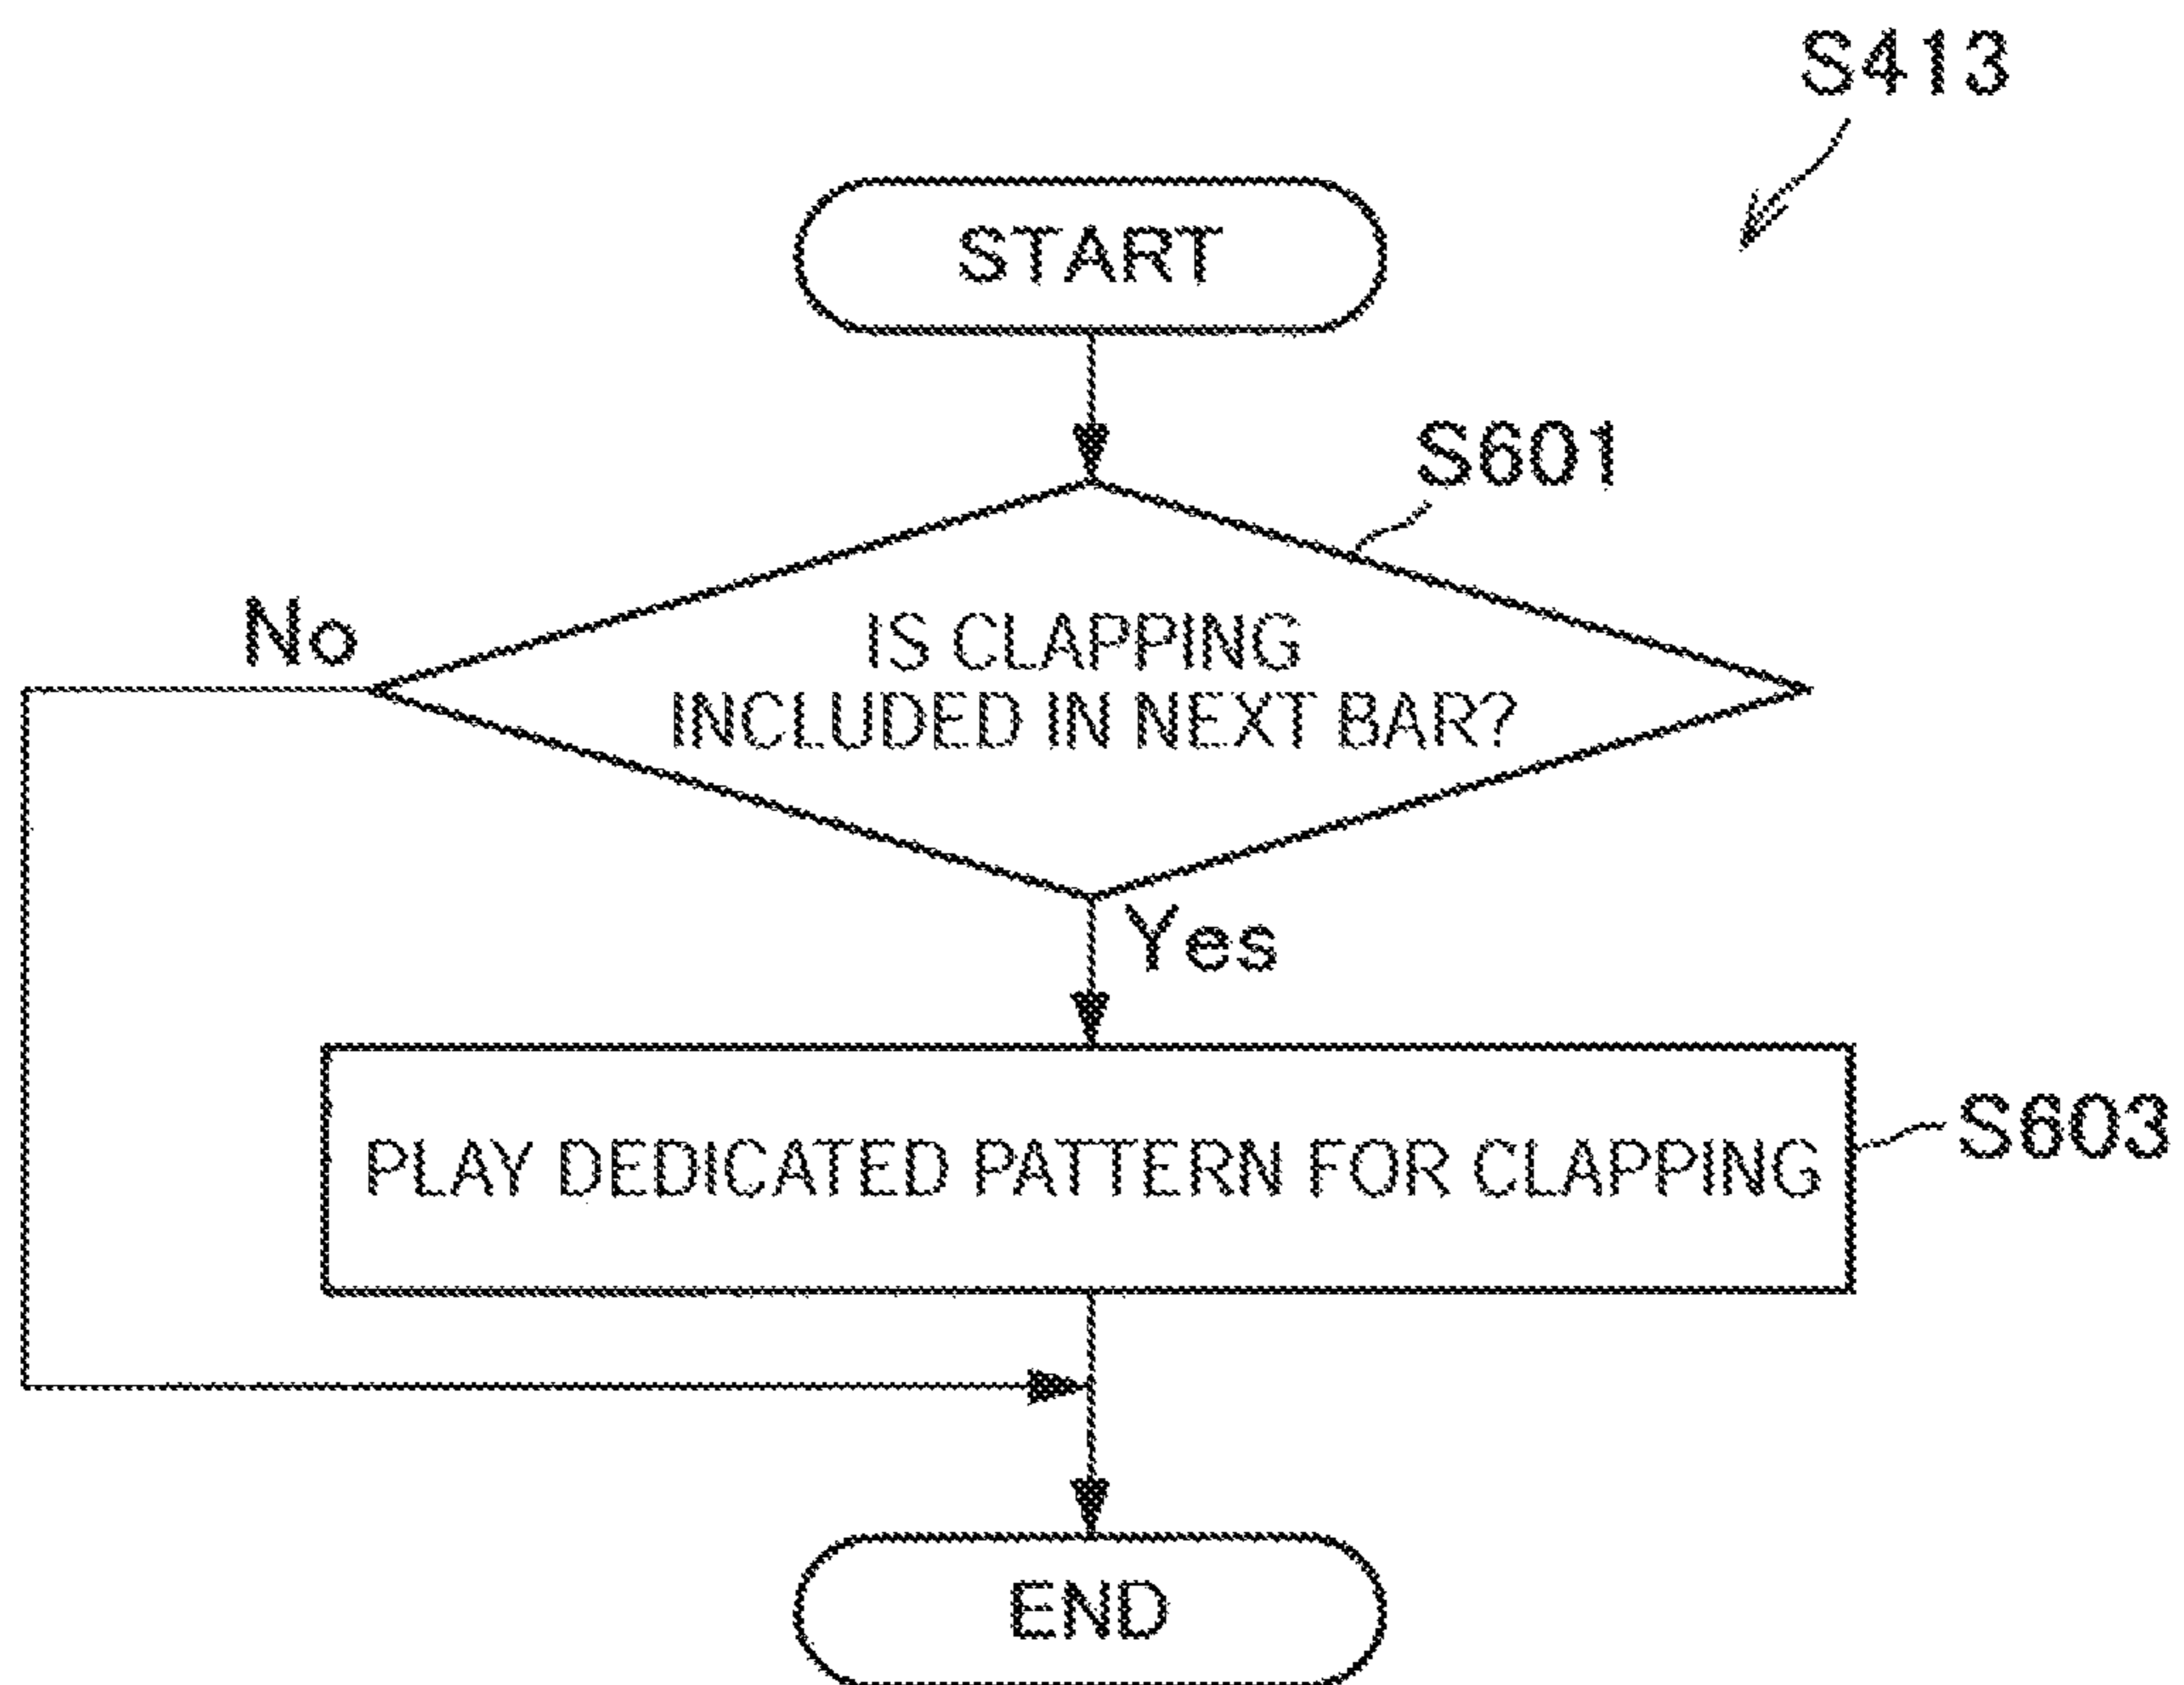 S413
START
S601
No
IS CLAPPING
INCLUDED IN NEXT BAR?
Yes
PLAY DEDICATED PATTERN FOR CLAPPING
S603
END